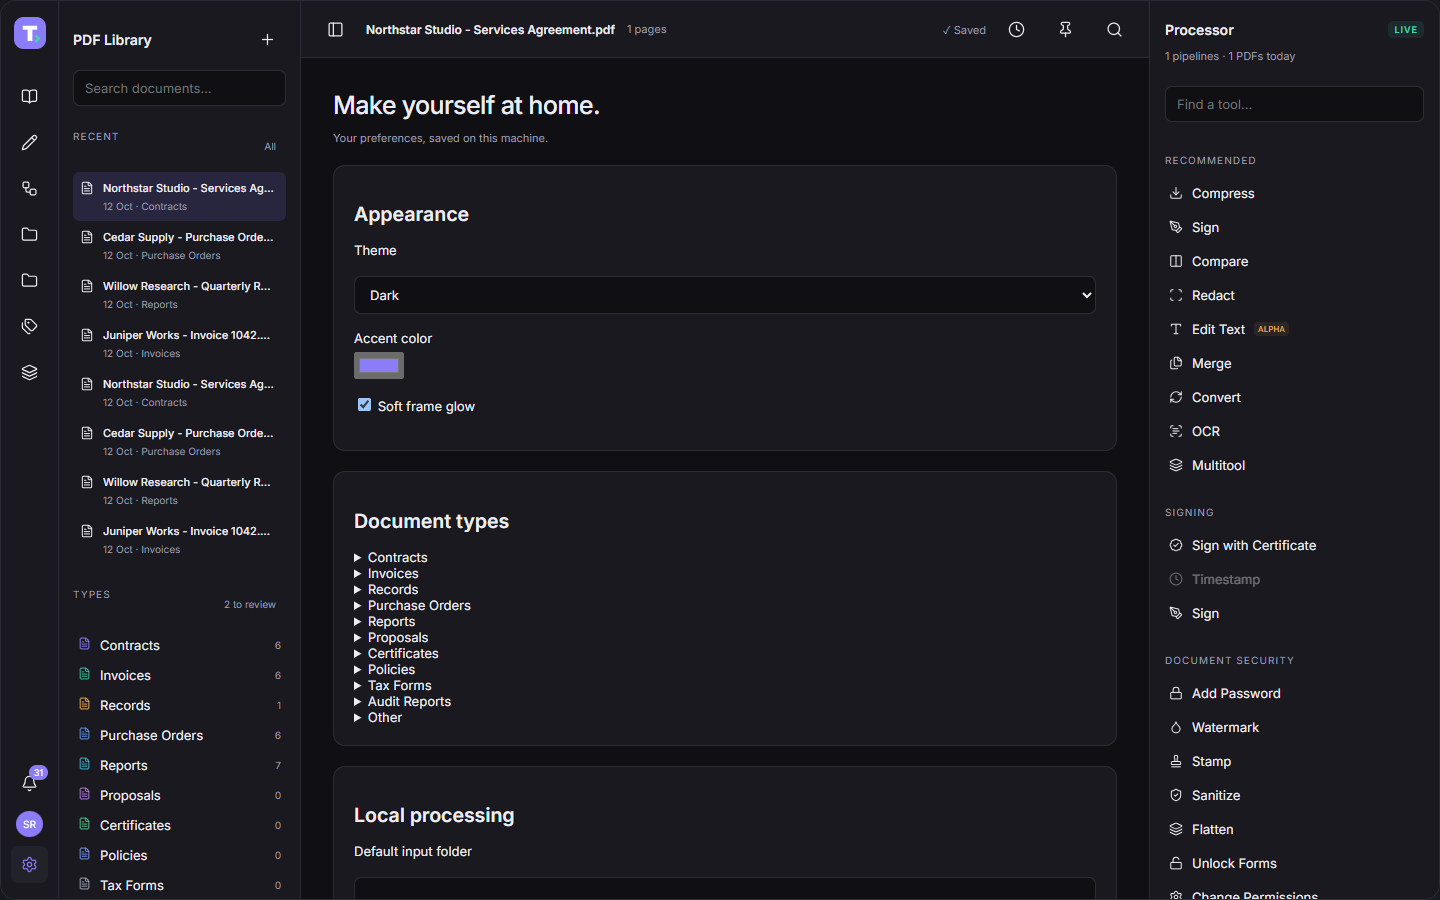 T
PDF Library
Search documents...
RECENT
All
Northstar Studio - Services Ag...
12 Oct · Contracts
Cedar Supply - Purchase Orde...
12 Oct · Purchase Orders
Willow Research - Quarterly R...
12 Oct · Reports
Juniper Works - Invoice 1042....
12 Oct · Invoices
Northstar Studio - Services Ag...
12 Oct · Contracts
Cedar Supply - Purchase Orde...
12 Oct · Purchase Orders
Willow Research - Quarterly R...
12 Oct · Reports
Juniper Works - Invoice 1042....
12 Oct · Invoices
TYPES
2 to review
Contracts 6
Invoices 6
Records 1
Purchase Orders 6
Reports 7
Proposals 0
Certificates 0
Policies 0
Tax Forms 0
31
SR
Northstar Studio - Services Agreement.pdf 1 pages
✓ Saved
Make yourself at home.
Your preferences, saved on this machine.
Appearance
Theme
Dark
Accent color
Soft frame glow
Document types
Contracts
Invoices
Records
Purchase Orders
Reports
Proposals
Certificates
Policies
Tax Forms
Audit Reports
Other
Local processing
Default input folder
Processor LIVE
1 pipelines · 1 PDFs today
Find a tool...
RECOMMENDED
Compress
Sign
Compare
Redact
Edit Text ALPHA
Merge
Convert
OCR
Multitool
SIGNING
Sign with Certificate
Timestamp
Sign
DOCUMENT SECURITY
Add Password
Watermark
Stamp
Sanitize
Flatten
Unlock Forms
Change Permissions